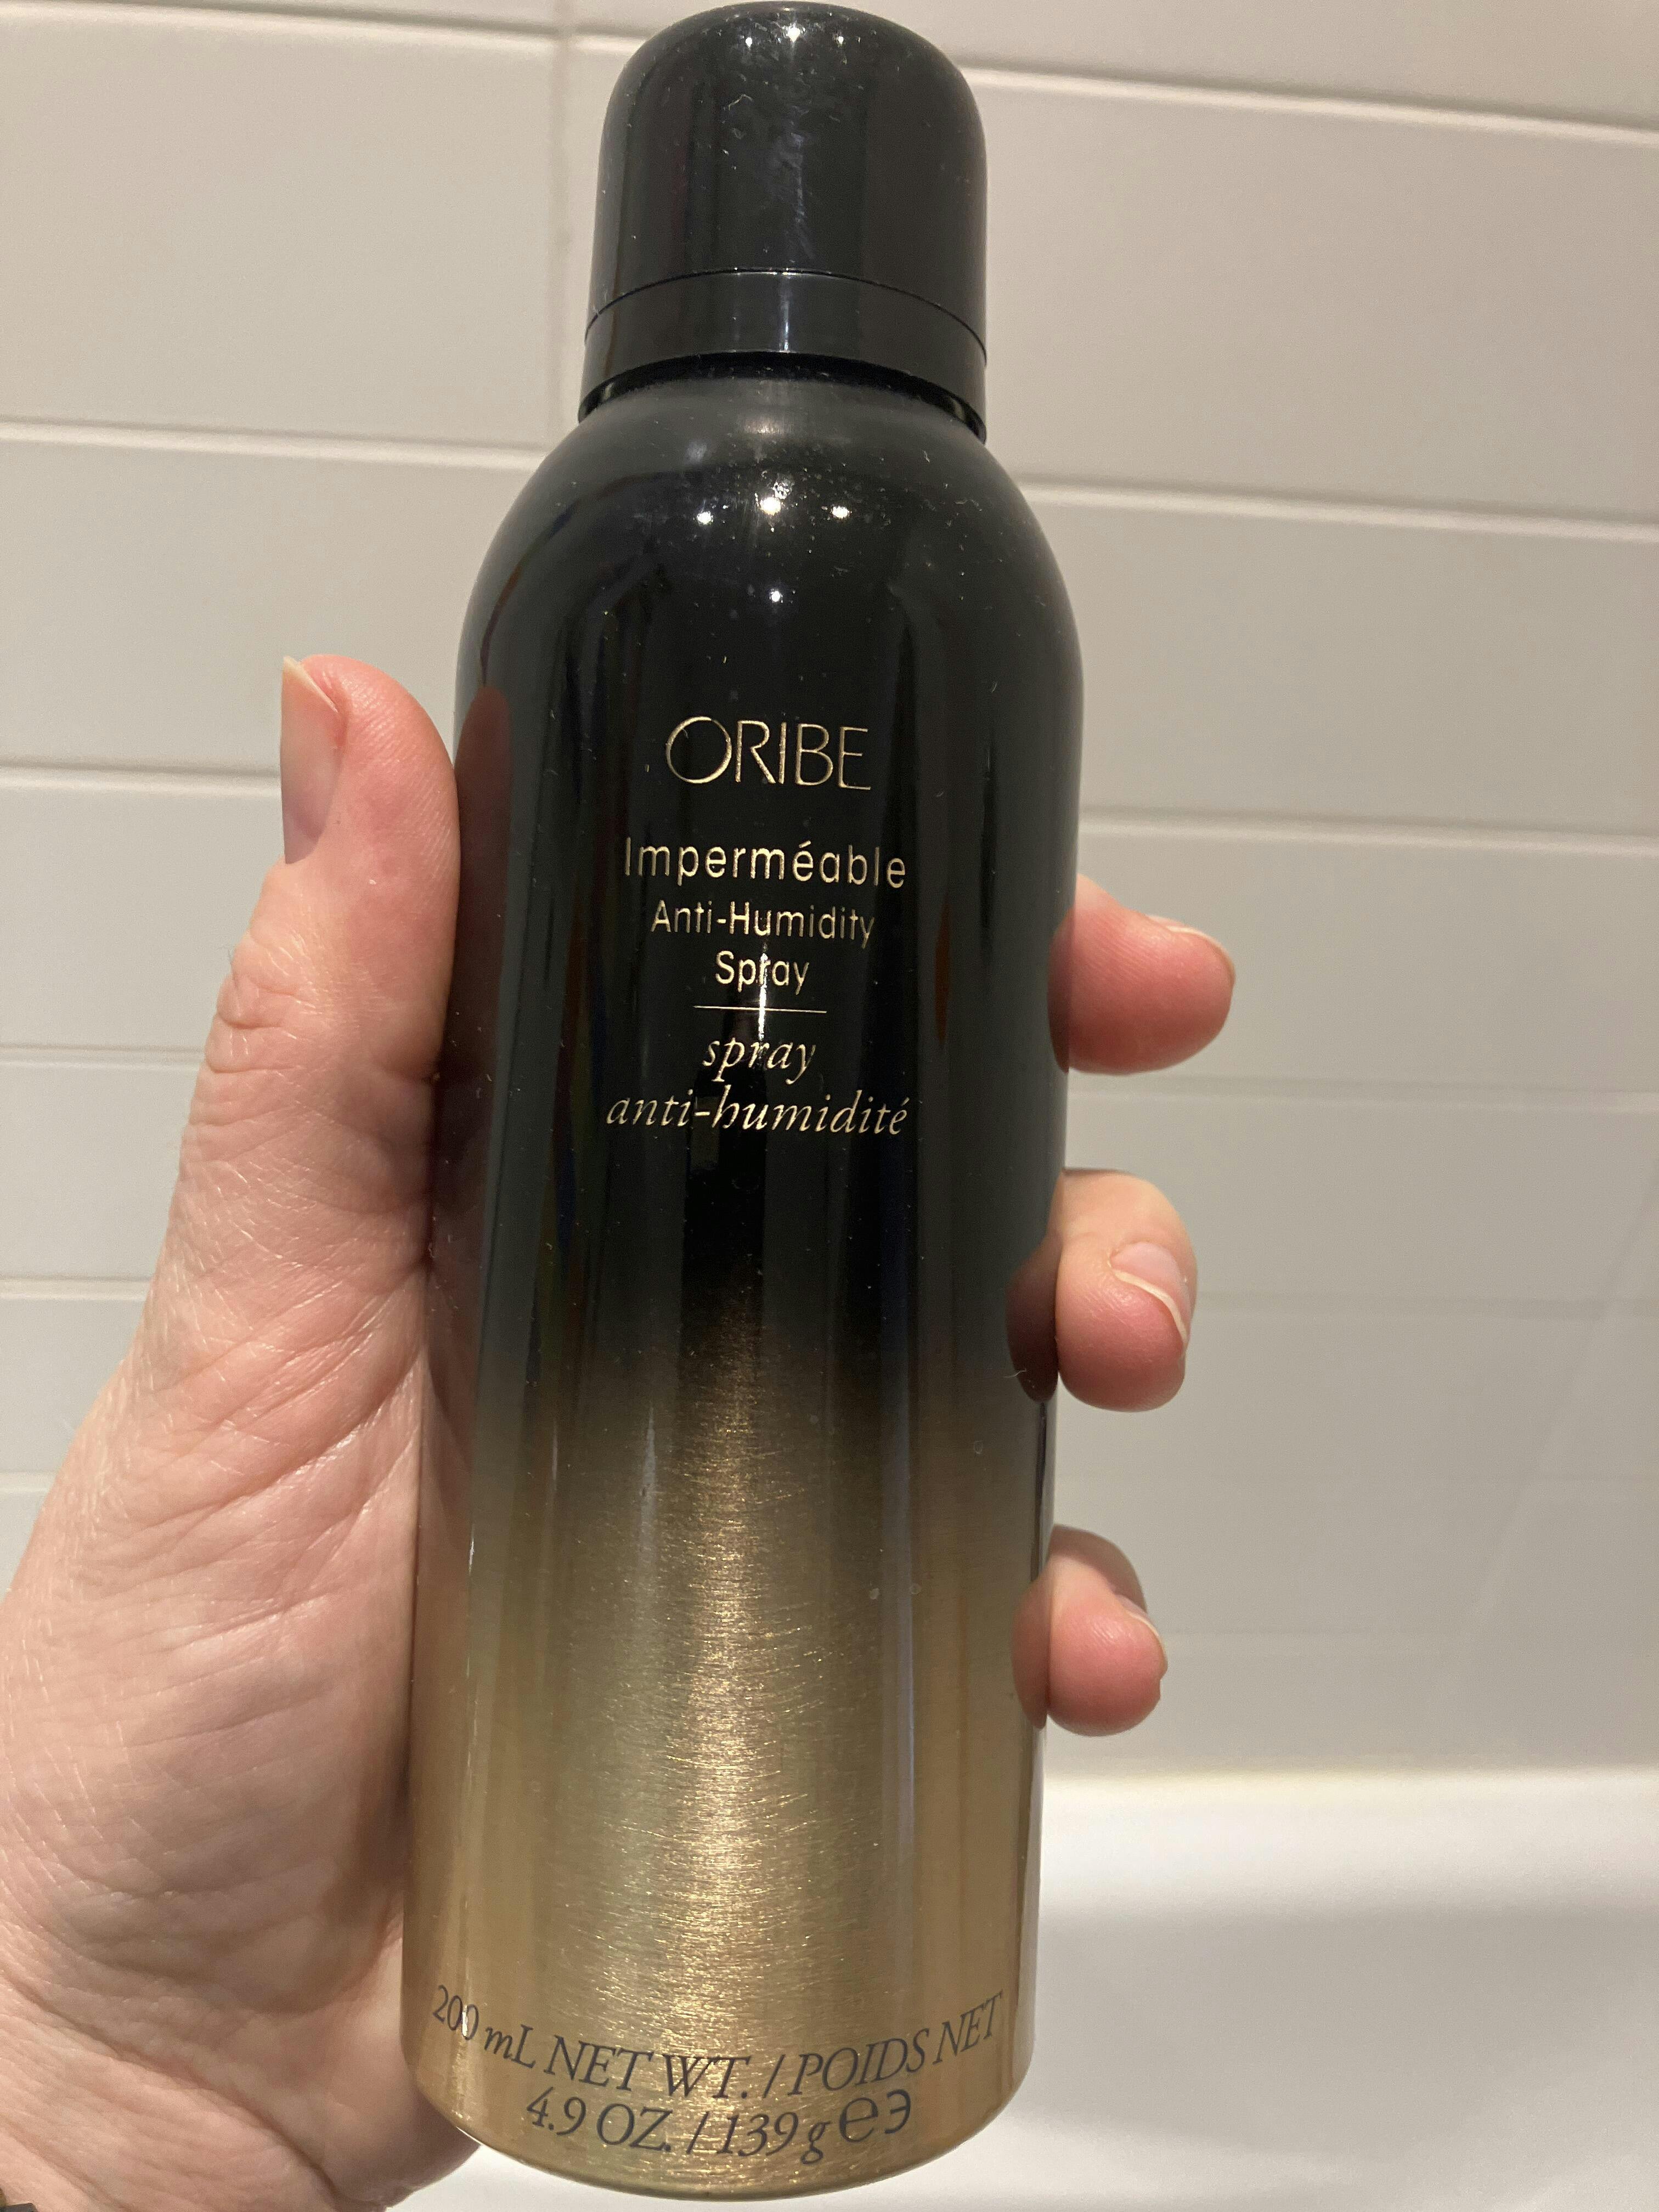 ORIBE
Imperméable
Anti-Humidity
Spray
spray
anti-humidité
200 mL NET WT. / POIDS NET
4.9 OZ. / 139 g ℮ Э